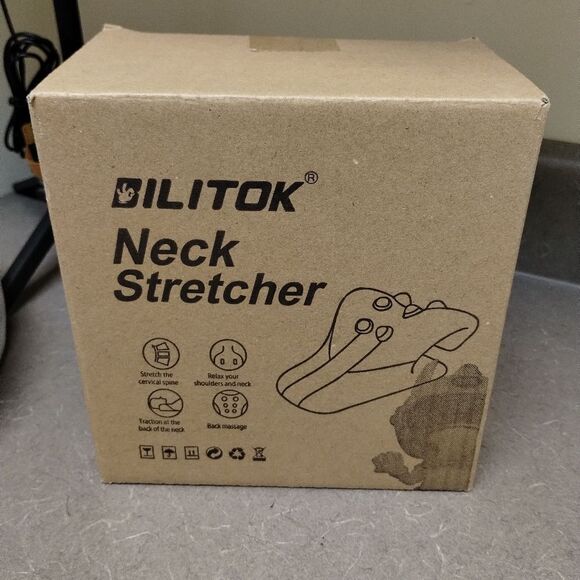 BILITOK®
Neck
Stretcher
Stretch the
cervical spine
Relax your
shoulders and neck
Traction at the
back of the neck
Back massage